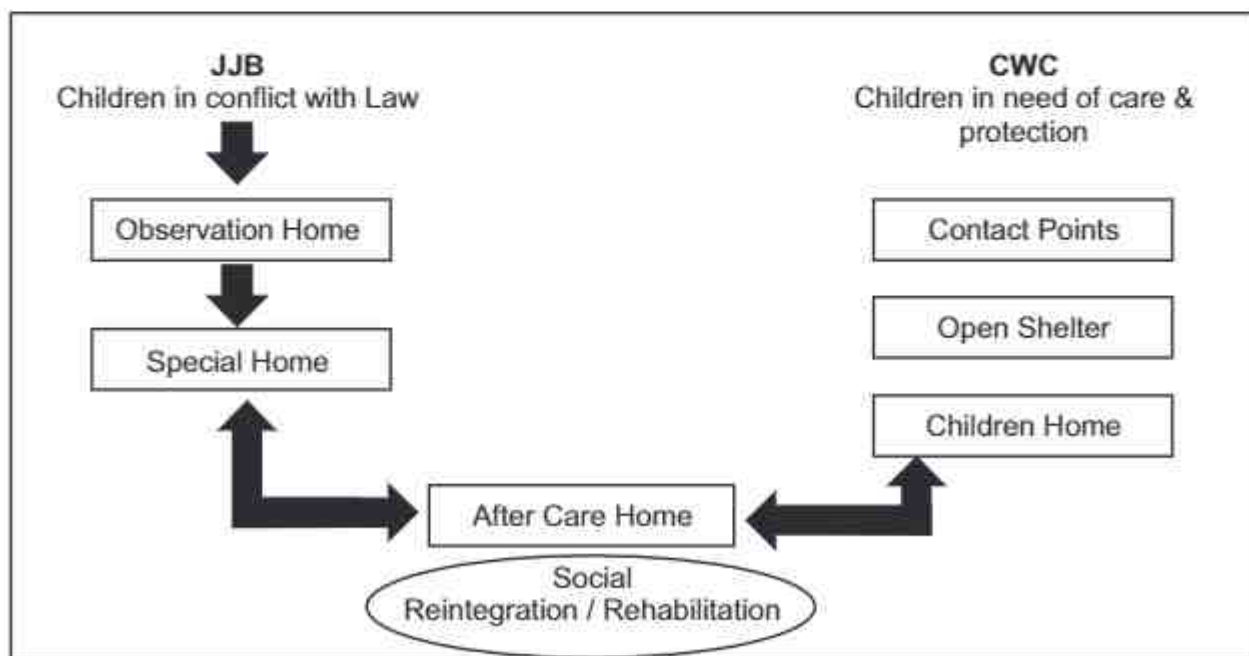 JJB
Children in conflict with Law
Observation Home
Special Home
CWC
Children in need of care &
protection
Contact Points
Open Shelter
Children Home
After Care Home
Social
Reintegration / Rehabilitation